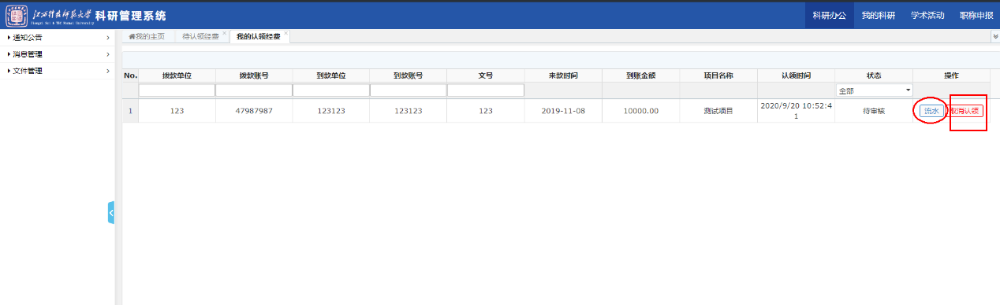 江西科技师范大学 科研管理系统
Jiangxi Sci & Tec Normal University
科研办公 我的科研 学术活动 职称申报
通知公告
消息管理
文件管理
我的主页 待认领经费 我的认领经费
No. 拨款单位 拨款账号 到款单位 到款账号 文号 来款时间 到账金额 项目名称 认领时间 状态 操作
全部
1 123 47987987 123123 123123 123 2019-11-08 10000.00 测试项目 2020/9/20 10:52:4
1 待审核 流水 取消认领